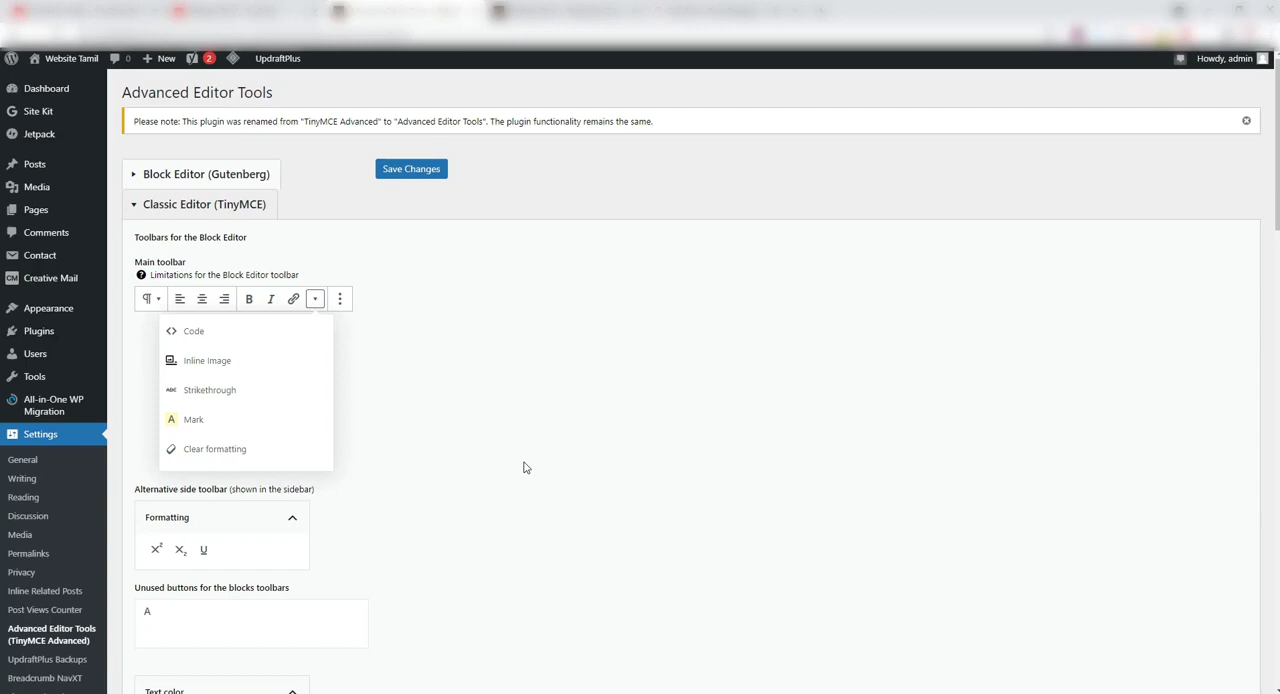 Website Tamil
0
New
2
UpdraftPlus
Howdy, admin
Dashboard
Site Kit
Jetpack
Posts
Media
Pages
Comments
Contact
CM
Creative Mail
Appearance
Plugins
Users
Tools
All-in-One WP
Migration
Settings
General
Writing
Reading
Discussion
Media
Permalinks
Privacy
Inline Related Posts
Post Views Counter
Advanced Editor Tools
(TinyMCE Advanced)
UpdraftPlus Backups
Breadcrumb NavXT
Advanced Editor Tools
Please note: This plugin was renamed from "TinyMCE Advanced" to "Advanced Editor Tools". The plugin functionality remains the same.
Block Editor (Gutenberg)
Save Changes
Classic Editor (TinyMCE)
Toolbars for the Block Editor
Main toolbar
Limitations for the Block Editor toolbar
B I
Code
Inline Image
ABC Strikethrough
A Mark
Clear formatting
Alternative side toolbar (shown in the sidebar)
Formatting
X² X₂ U
Unused buttons for the blocks toolbars
A
Text color